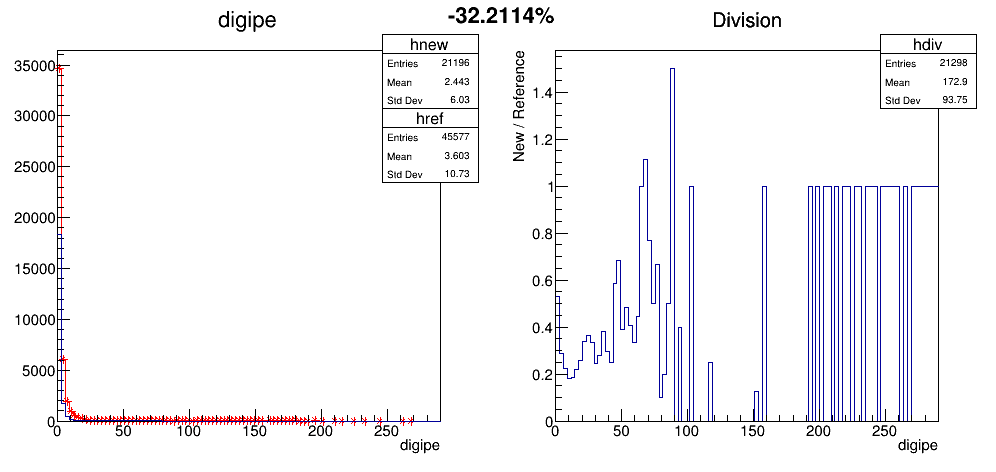 -32.2114%
digipe
hnew
Entries 21196
Mean 2.443
Std Dev 6.03
href
Entries 45577
Mean 3.603
Std Dev 10.73
35000
30000
25000
20000
15000
10000
5000
0
0 50 100 150 200 250
digipe
Division
hdiv
Entries 21298
Mean 172.9
Std Dev 93.75
New / Reference
1.4
1.2
1
0.8
0.6
0.4
0.2
0
0 50 100 150 200 250
digipe